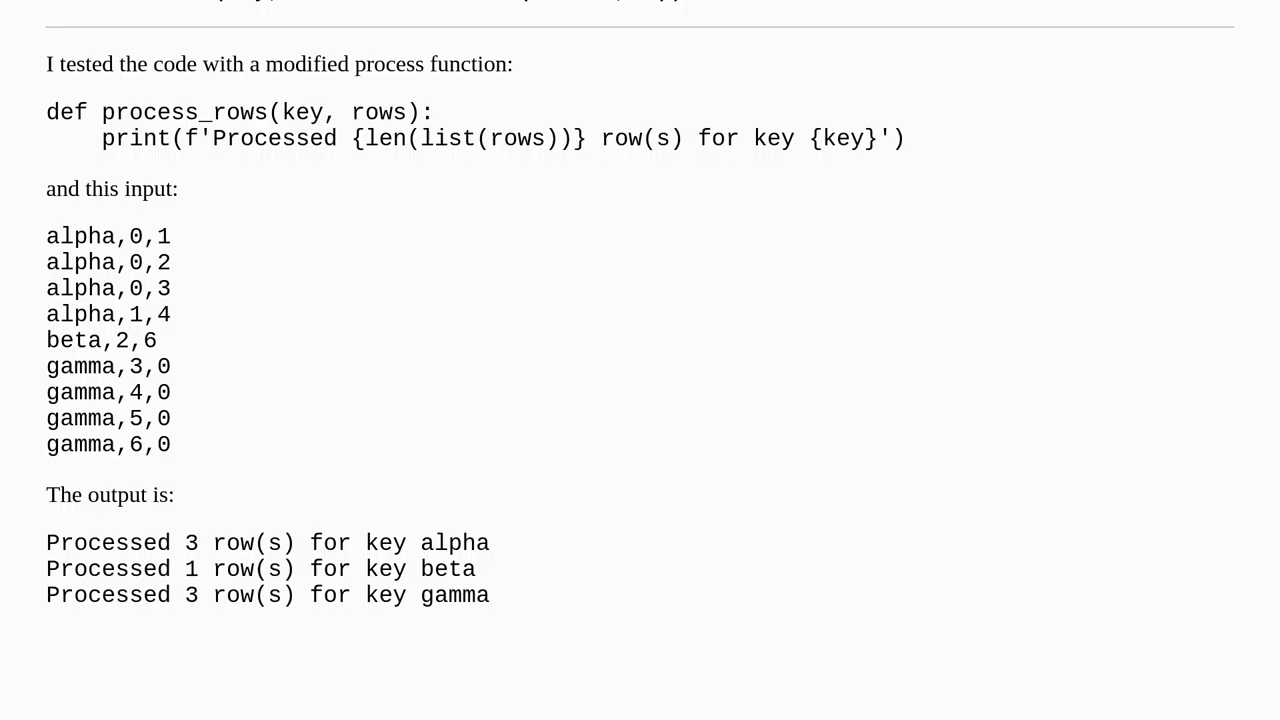 I tested the code with a modified process function:
def process_rows(key, rows):
    print(f'Processed {len(list(rows))} row(s) for key {key}')
and this input:
alpha,0,1
alpha,0,2
alpha,0,3
alpha,1,4
beta,2,6
gamma,3,0
gamma,4,0
gamma,5,0
gamma,6,0
The output is:
Processed 3 row(s) for key alpha
Processed 1 row(s) for key beta
Processed 3 row(s) for key gamma